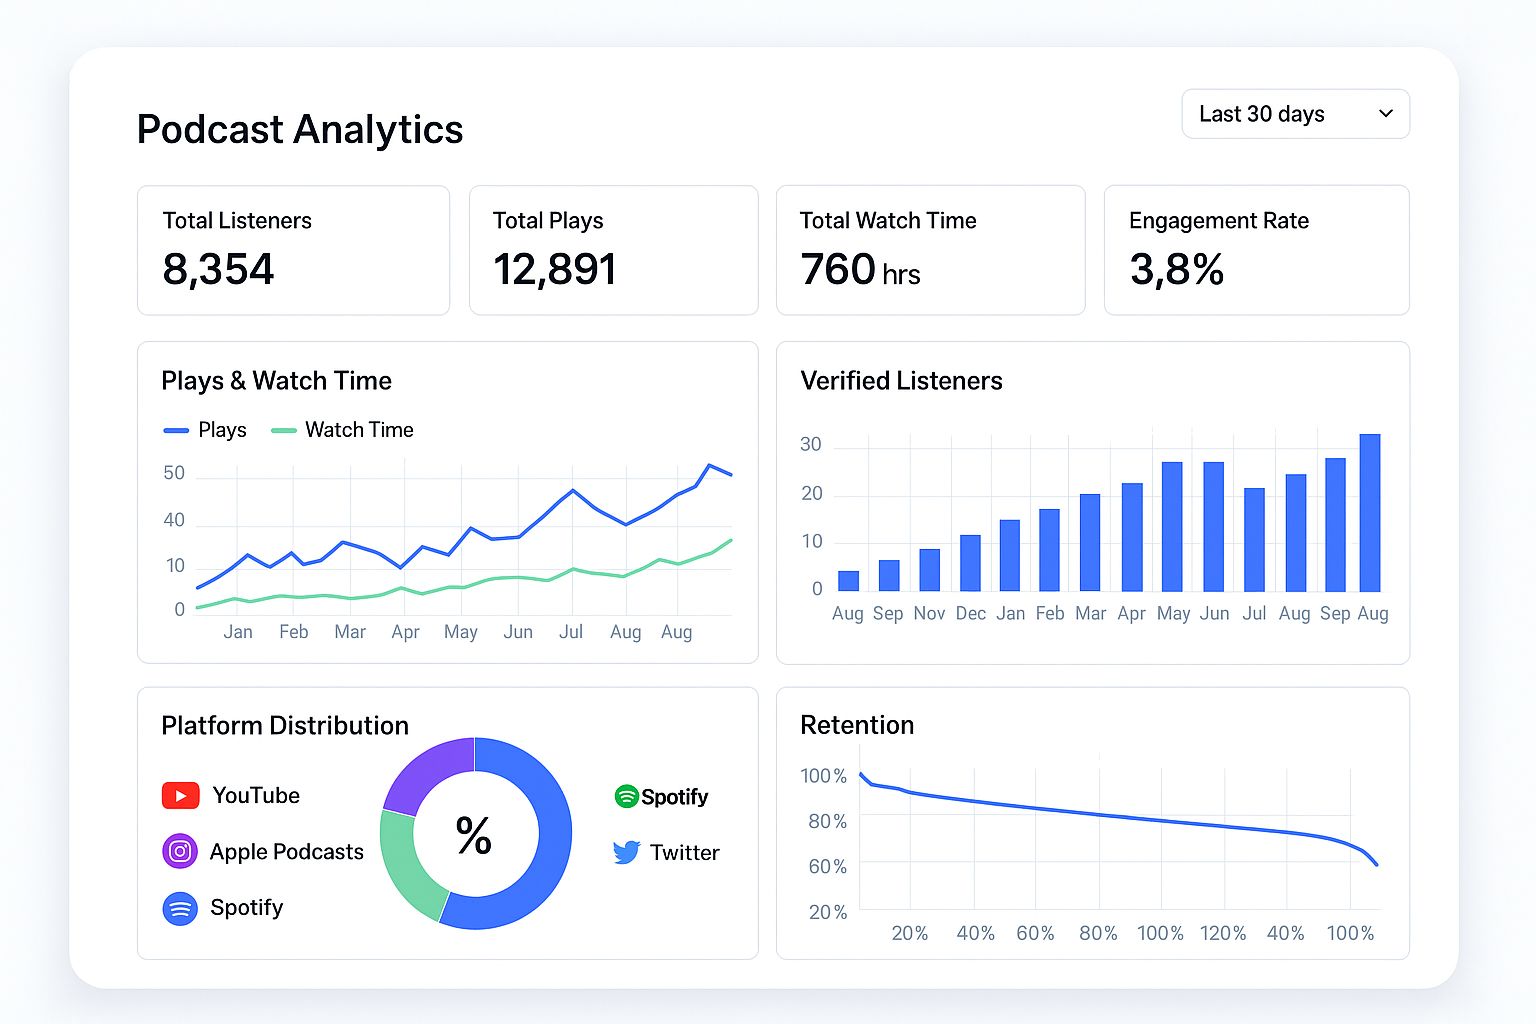 Podcast Analytics
Last 30 days
Total Listeners
8,354
Total Plays
12,891
Total Watch Time
760 hrs
Engagement Rate
3,8%
Plays & Watch Time
Plays Watch Time
50
40
10
0
Jan Feb Mar Apr May Jun Jul Aug Aug
Verified Listeners
30
20
10
0
Aug Sep Nov Dec Jan Feb Mar Apr May Jun Jul Aug Sep Aug
Platform Distribution
YouTube
Apple Podcasts
Spotify
%
Spotify
Twitter
Retention
100%
80%
60%
20%
20% 40% 60% 80% 100% 120% 40% 100%